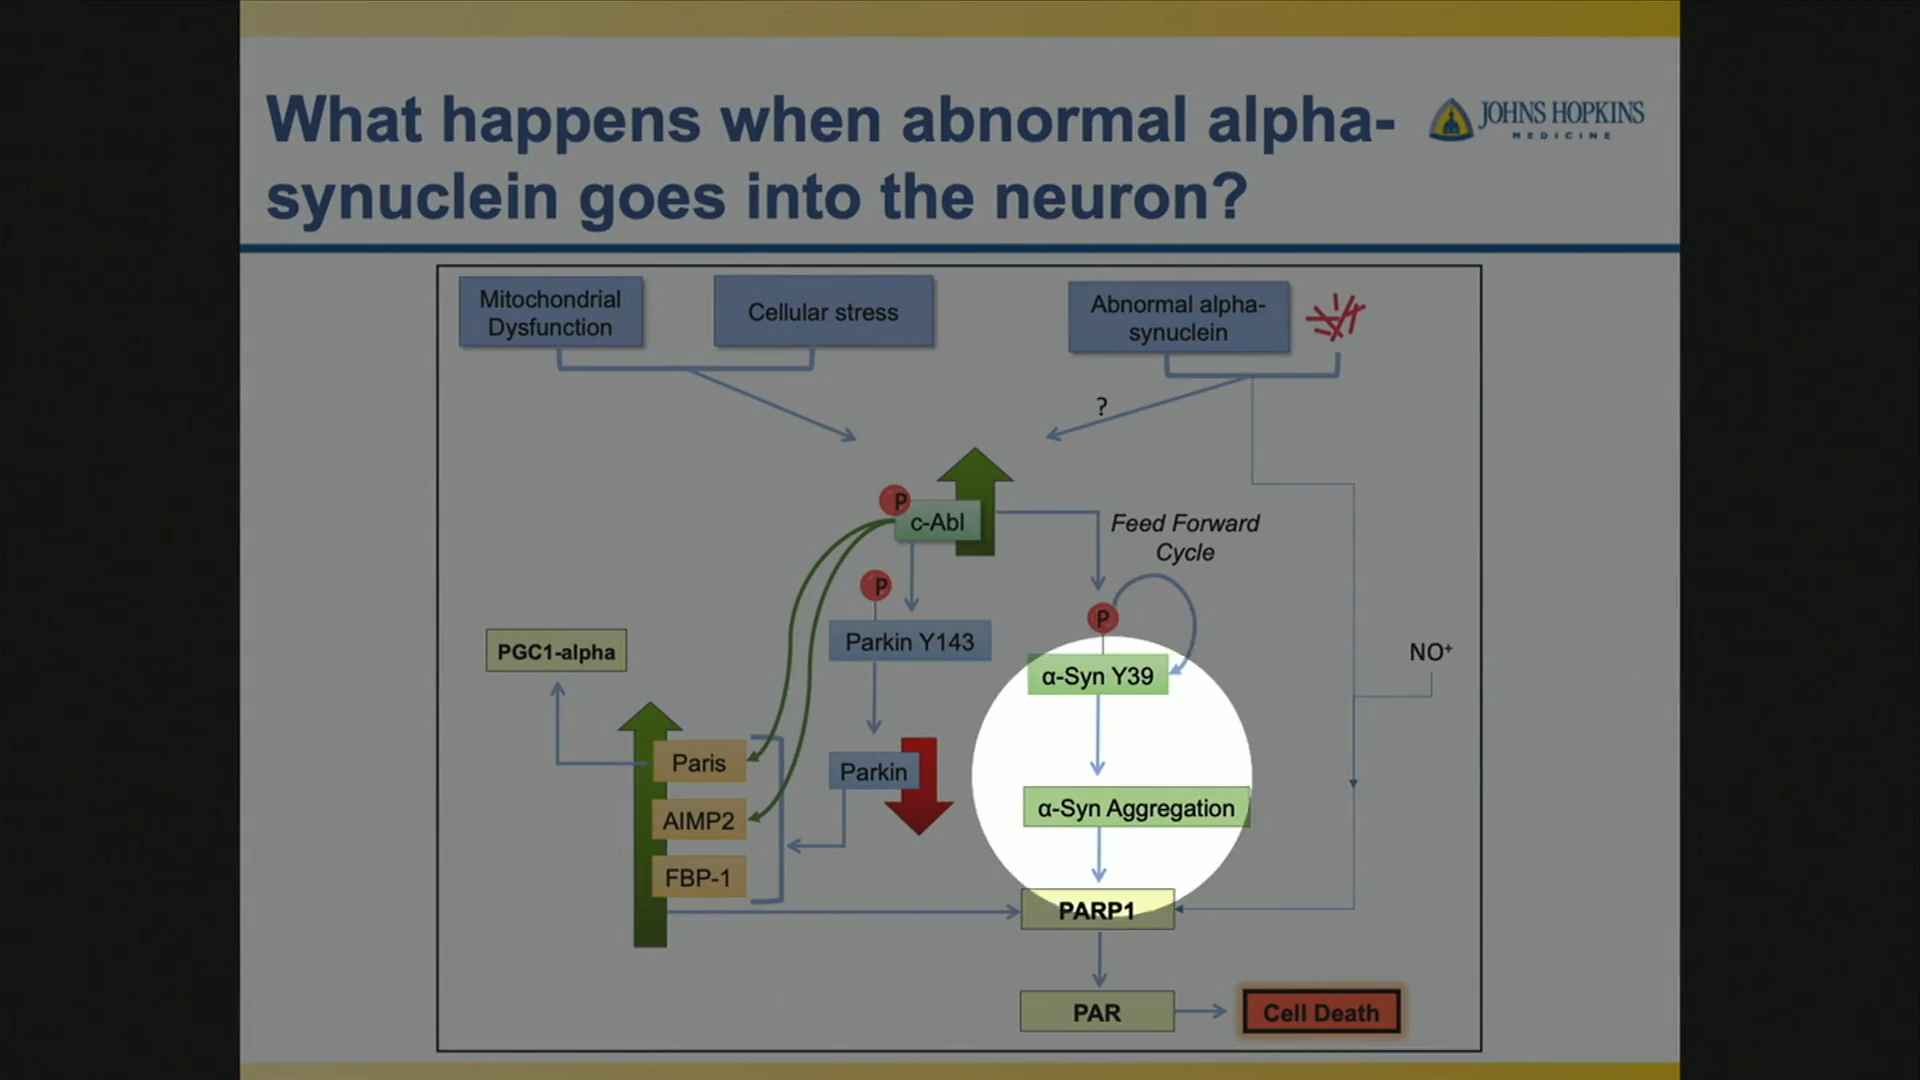 What happens when abnormal alpha-
synuclein goes into the neuron?
JOHNS HOPKINS
MEDICINE
Mitochondrial
Dysfunction
Cellular stress
Abnormal alpha-
synuclein
?
P
c-Abl
Feed Forward
Cycle
P
P
Parkin Y143
PGC1-alpha
α-Syn Y39
NO⁺
Paris
Parkin
AIMP2
α-Syn Aggregation
FBP-1
PARP1
PAR
Cell Death